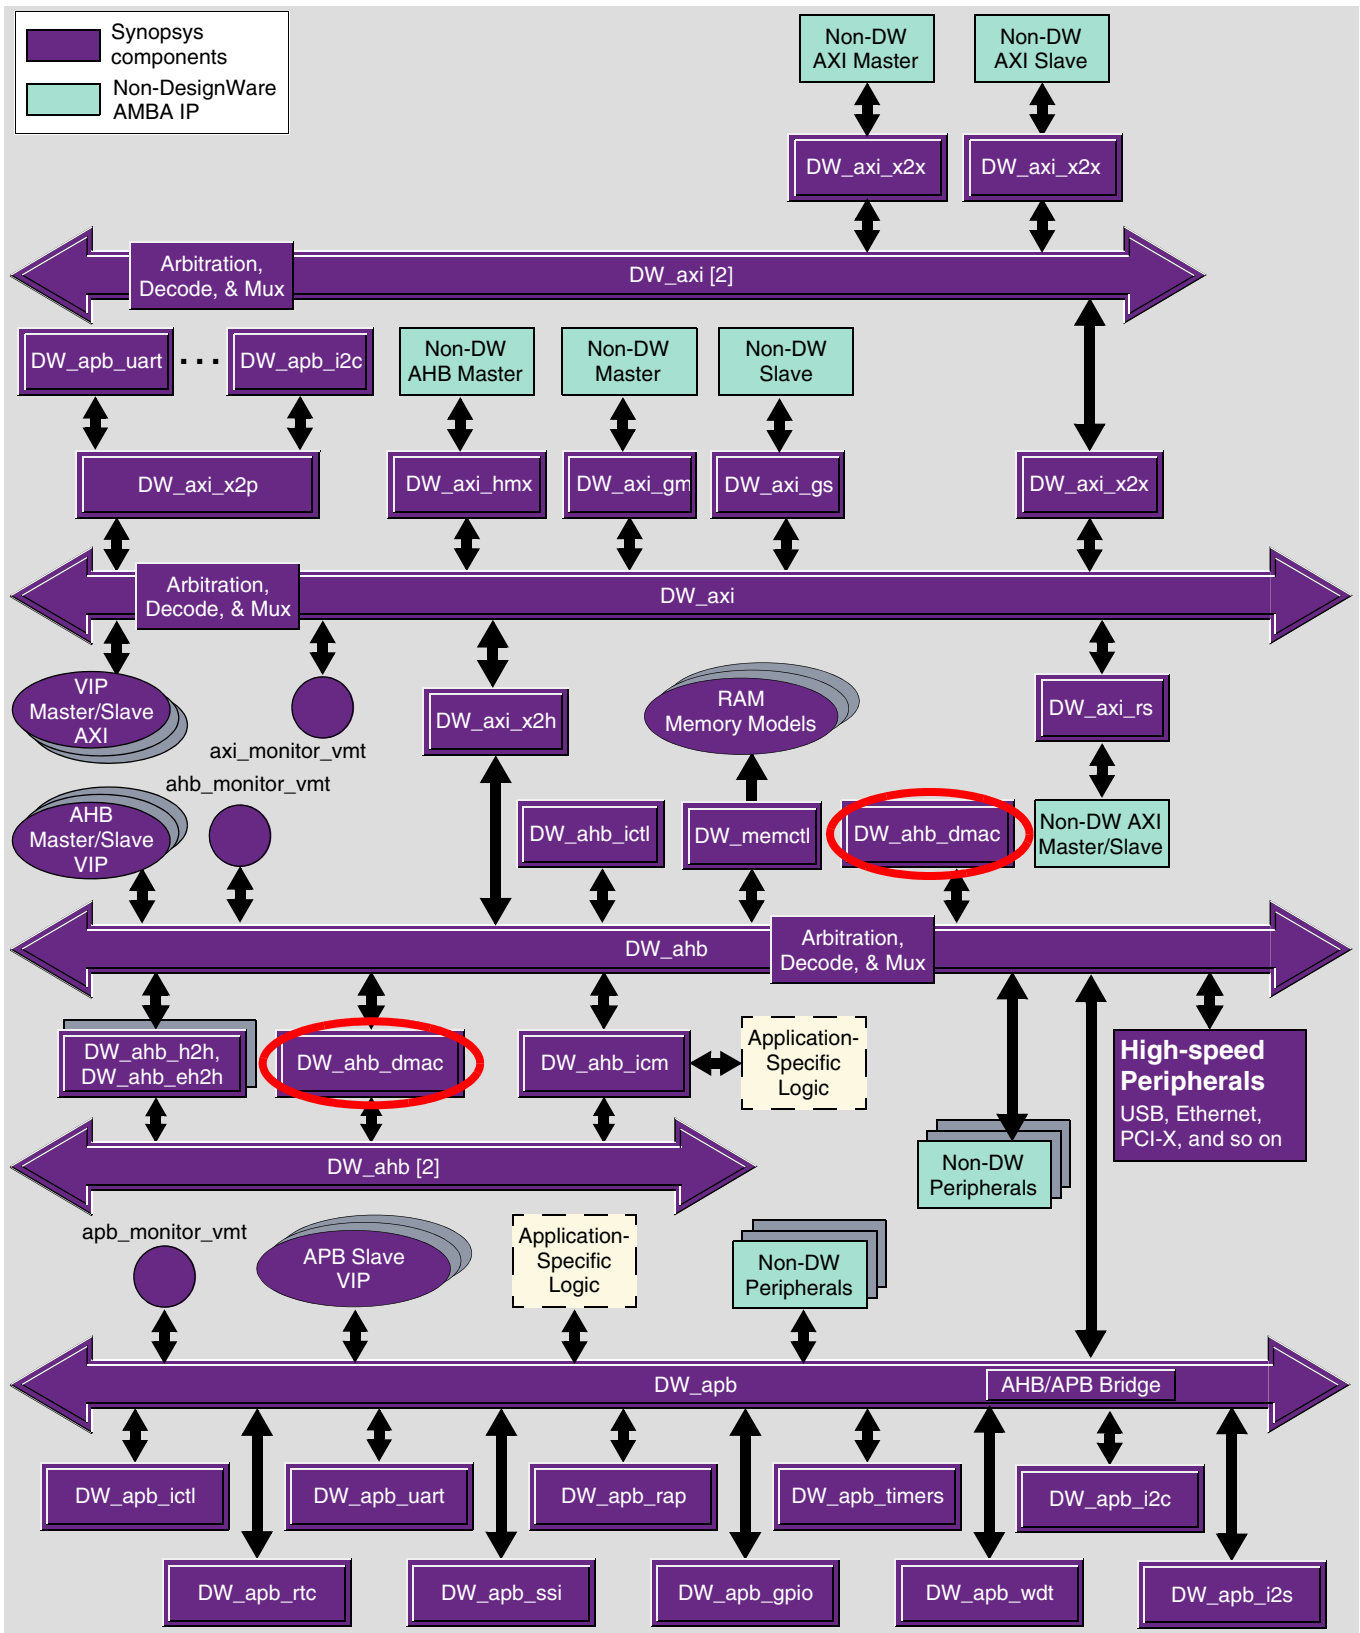 Synopsys
components
Non-DesignWare
AMBA IP
Non-DW
AXI Master
Non-DW
AXI Slave
DW_axi_x2x
DW_axi_x2x
Arbitration,
Decode, & Mux
DW_axi [2]
DW_apb_uart
. . .
DW_apb_i2c
Non-DW
AHB Master
Non-DW
Master
Non-DW
Slave
DW_axi_x2p
DW_axi_hmx
DW_axi_gm
DW_axi_gs
DW_axi_x2x
Arbitration,
Decode, & Mux
DW_axi
VIP
Master/Slave
AXI
axi_monitor_vmt
DW_axi_x2h
RAM
Memory Models
DW_axi_rs
ahb_monitor_vmt
AHB
Master/Slave
VIP
DW_ahb_ictl
DW_memctl
DW_ahb_dmac
Non-DW AXI
Master/Slave
DW_ahb
Arbitration,
Decode, & Mux
DW_ahb_h2h,
DW_ahb_eh2h
DW_ahb_dmac
DW_ahb_icm
Application-
Specific
Logic
High-speed
Peripherals
USB, Ethernet,
PCI-X, and so on
DW_ahb [2]
Non-DW
Peripherals
apb_monitor_vmt
APB Slave
VIP
Application-
Specific
Logic
Non-DW
Peripherals
DW_apb
AHB/APB Bridge
DW_apb_ictl
DW_apb_uart
DW_apb_rap
DW_apb_timers
DW_apb_i2c
DW_apb_rtc
DW_apb_ssi
DW_apb_gpio
DW_apb_wdt
DW_apb_i2s